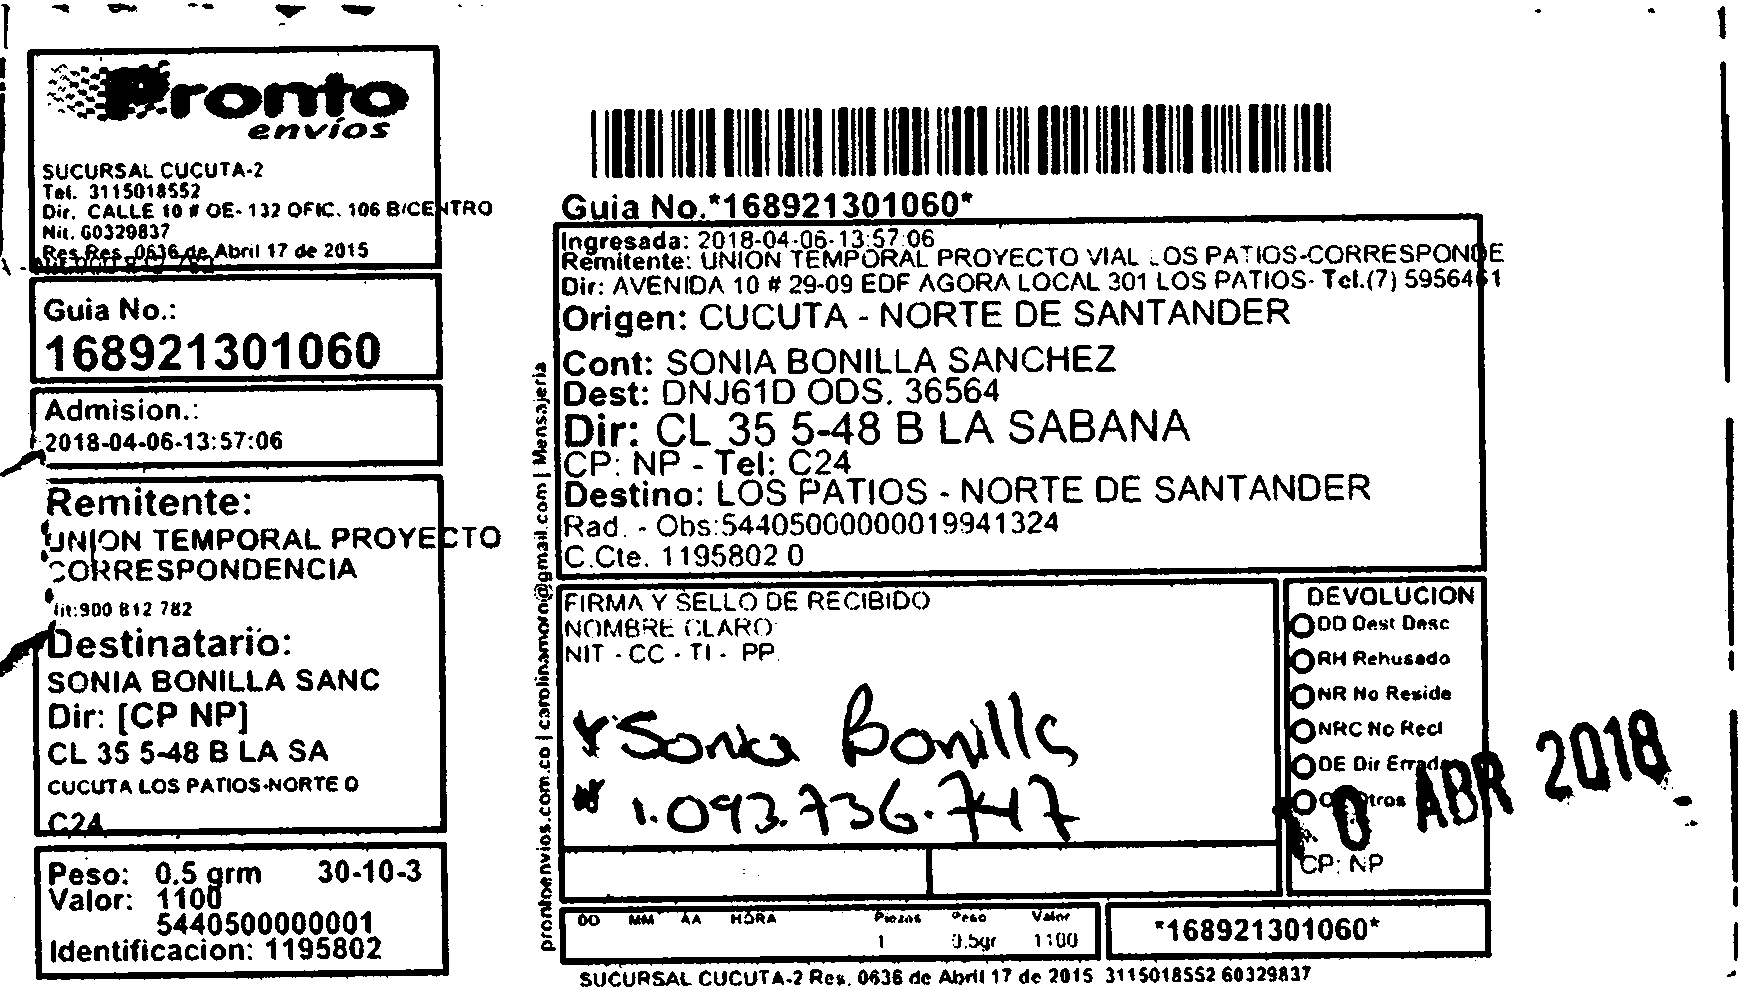 Pronto
envíos
SUCURSAL CUCUTA-2
Tel. 3115018552
Dir. CALLE 10 # OE- 132 OFIC. 106 B/CENTRO
Nit. 60329837
Res.Res. 0636 de Abril 17 de 2015
Guia No.:
168921301060
Admision.:
2018-04-06-13:57:06
Remitente:
UNION TEMPORAL PROYECTO
CORRESPONDENCIA
Nit:900 812 782
Destinatario:
SONIA BONILLA SANC
Dir: [CP NP]
CL 35 5-48 B LA SA
CUCUTA LOS PATIOS-NORTE D
C24
Peso: 0.5 grm 30-10-3
Valor: 1100
5440500000001
Identificacion: 1195802
prontoenvios.com.co | carolinamoro@gmail.com | Mensajeria
Guia No.*168921301060*
Ingresada: 2018-04-06-13:57:06
Remitente: UNION TEMPORAL PROYECTO VIAL LOS PATIOS-CORRESPONDE
Dir: AVENIDA 10 # 29-09 EDF AGORA LOCAL 301 LOS PATIOS- Tel.(7) 5956461
Origen: CUCUTA - NORTE DE SANTANDER
Cont: SONIA BONILLA SANCHEZ
Dest: DNJ61D ODS. 36564
Dir: CL 35 5-48 B LA SABANA
CP: NP - Tel: C24
Destino: LOS PATIOS - NORTE DE SANTANDER
Rad. - Obs:54405000000019941324
C.Cte. 1195802 0
FIRMA Y SELLO DE RECIBIDO
NOMBRE CLARO
NIT - CC - TI - PP.
Sonia Bonilla
1.093.736.747
DEVOLUCION
DD Dest Desc
RH Rehusado
NR No Reside
NRC No Recl
DE Dir Errada
Otros
10 ABR 2018
CP: NP
DD MM AA HORA Piezas Peso Valor
1 0.5gr 1100
*168921301060*
SUCURSAL CUCUTA-2 Res. 0636 de Abril 17 de 2015 3115018552 60329837